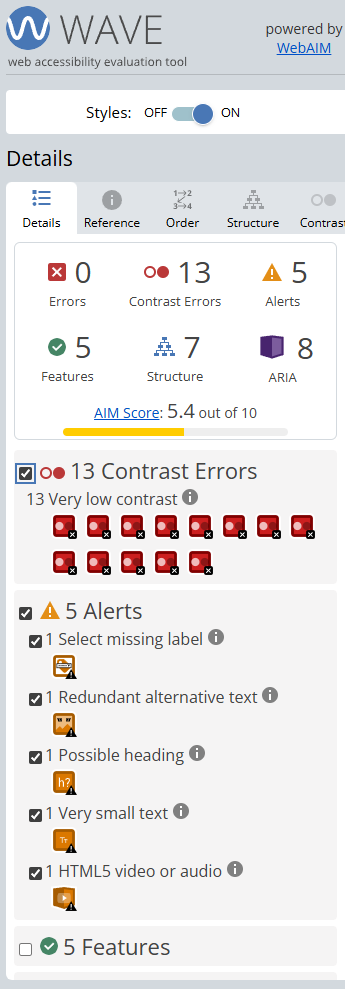 WAVE
web accessibility evaluation tool
powered by
WebAIM
Styles: OFF ON
Details
Details Reference Order Structure Contrast
0 13 5
Errors Contrast Errors Alerts
5 7 8
Features Structure ARIA
AIM Score: 5.4 out of 10
13 Contrast Errors
13 Very low contrast
5 Alerts
1 Select missing label
1 Redundant alternative text
1 Possible heading
h?
1 Very small text
Tt
1 HTML5 video or audio
5 Features